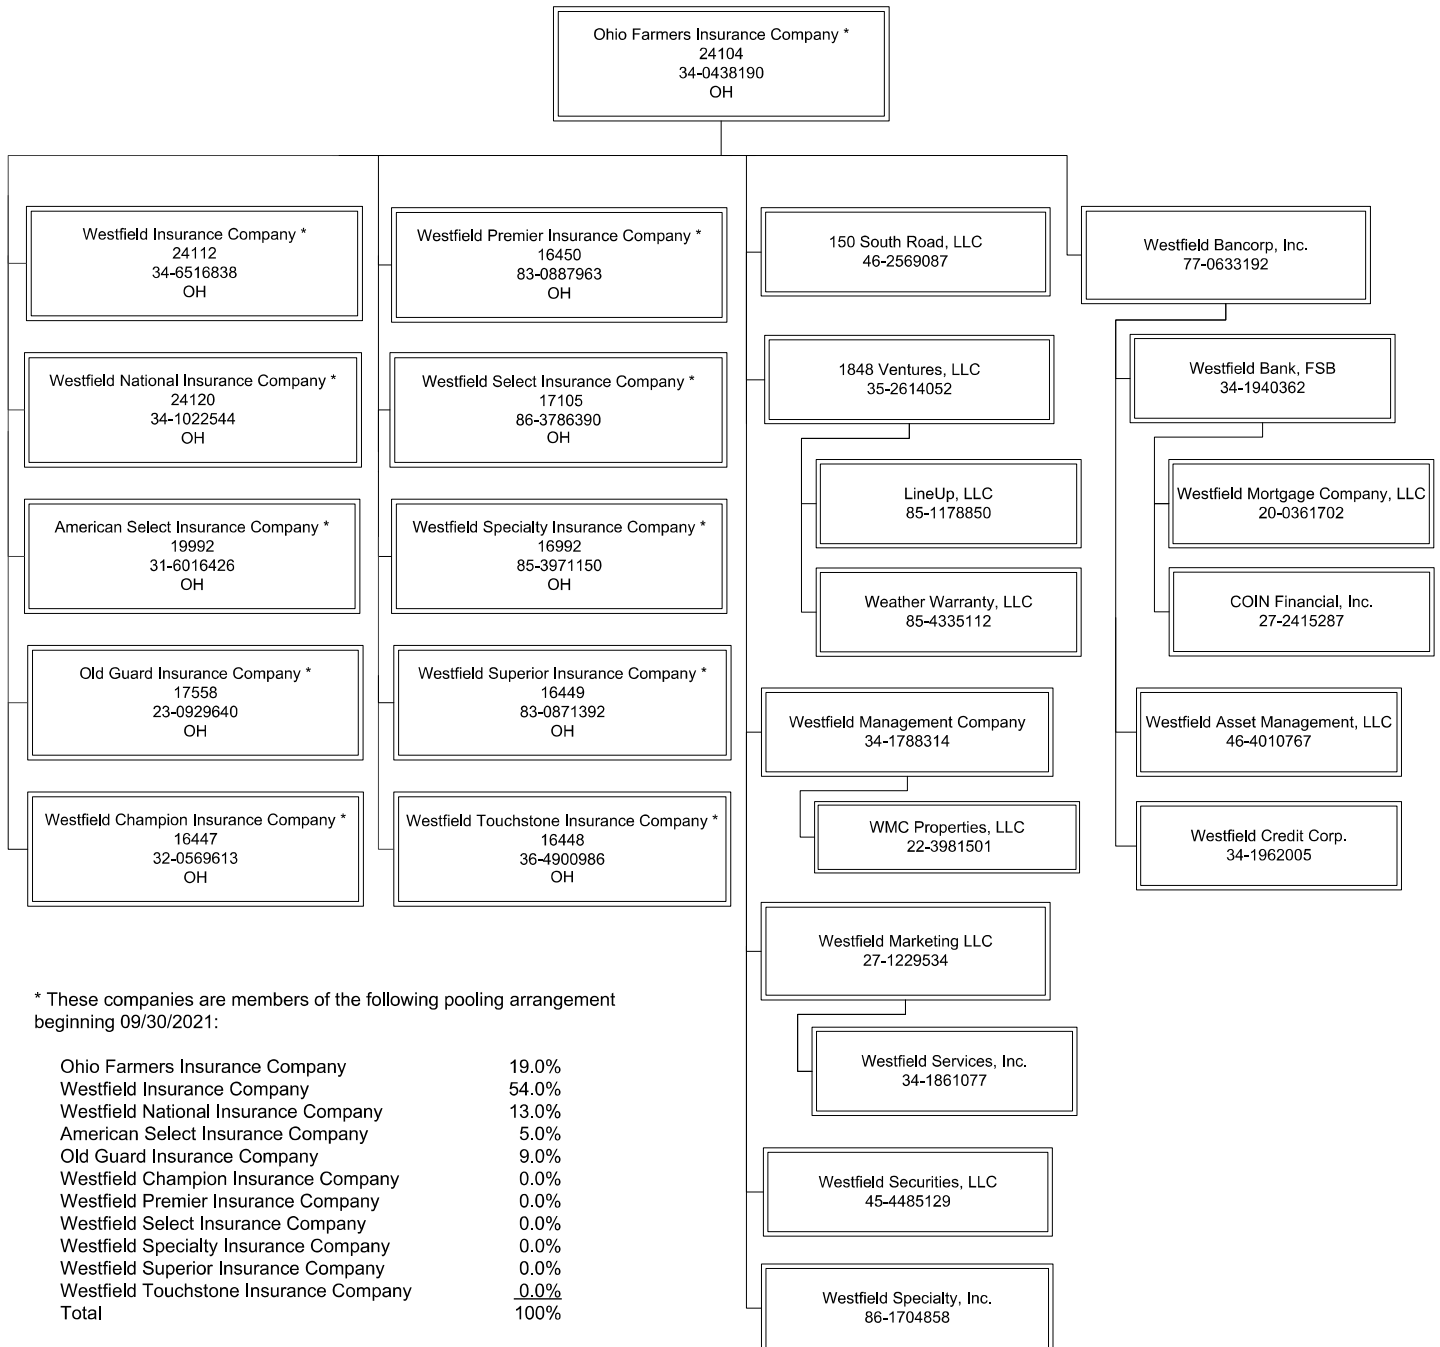 Ohio Farmers Insurance Company *
24104
34-0438190
OH
Westfield Insurance Company *
24112
34-6516838
OH
Westfield National Insurance Company *
24120
34-1022544
OH
American Select Insurance Company *
19992
31-6016426
OH
Old Guard Insurance Company *
17558
23-0929640
OH
Westfield Champion Insurance Company *
16447
32-0569613
OH
Westfield Premier Insurance Company *
16450
83-0887963
OH
Westfield Select Insurance Company *
17105
86-3786390
OH
Westfield Specialty Insurance Company *
16992
85-3971150
OH
Westfield Superior Insurance Company *
16449
83-0871392
OH
Westfield Touchstone Insurance Company *
16448
36-4900986
OH
150 South Road, LLC
46-2569087
1848 Ventures, LLC
35-2614052
LineUp, LLC
85-1178850
Weather Warranty, LLC
85-4335112
Westfield Management Company
34-1788314
WMC Properties, LLC
22-3981501
Westfield Marketing LLC
27-1229534
Westfield Services, Inc.
34-1861077
Westfield Securities, LLC
45-4485129
Westfield Specialty, Inc.
86-1704858
Westfield Bancorp, Inc.
77-0633192
Westfield Bank, FSB
34-1940362
Westfield Mortgage Company, LLC
20-0361702
COIN Financial, Inc.
27-2415287
Westfield Asset Management, LLC
46-4010767
Westfield Credit Corp.
34-1962005
* These companies are members of the following pooling arrangement
beginning 09/30/2021:
Ohio Farmers Insurance Company 19.0%
Westfield Insurance Company 54.0%
Westfield National Insurance Company 13.0%
American Select Insurance Company 5.0%
Old Guard Insurance Company 9.0%
Westfield Champion Insurance Company 0.0%
Westfield Premier Insurance Company 0.0%
Westfield Select Insurance Company 0.0%
Westfield Specialty Insurance Company 0.0%
Westfield Superior Insurance Company 0.0%
Westfield Touchstone Insurance Company 0.0%
Total 100%